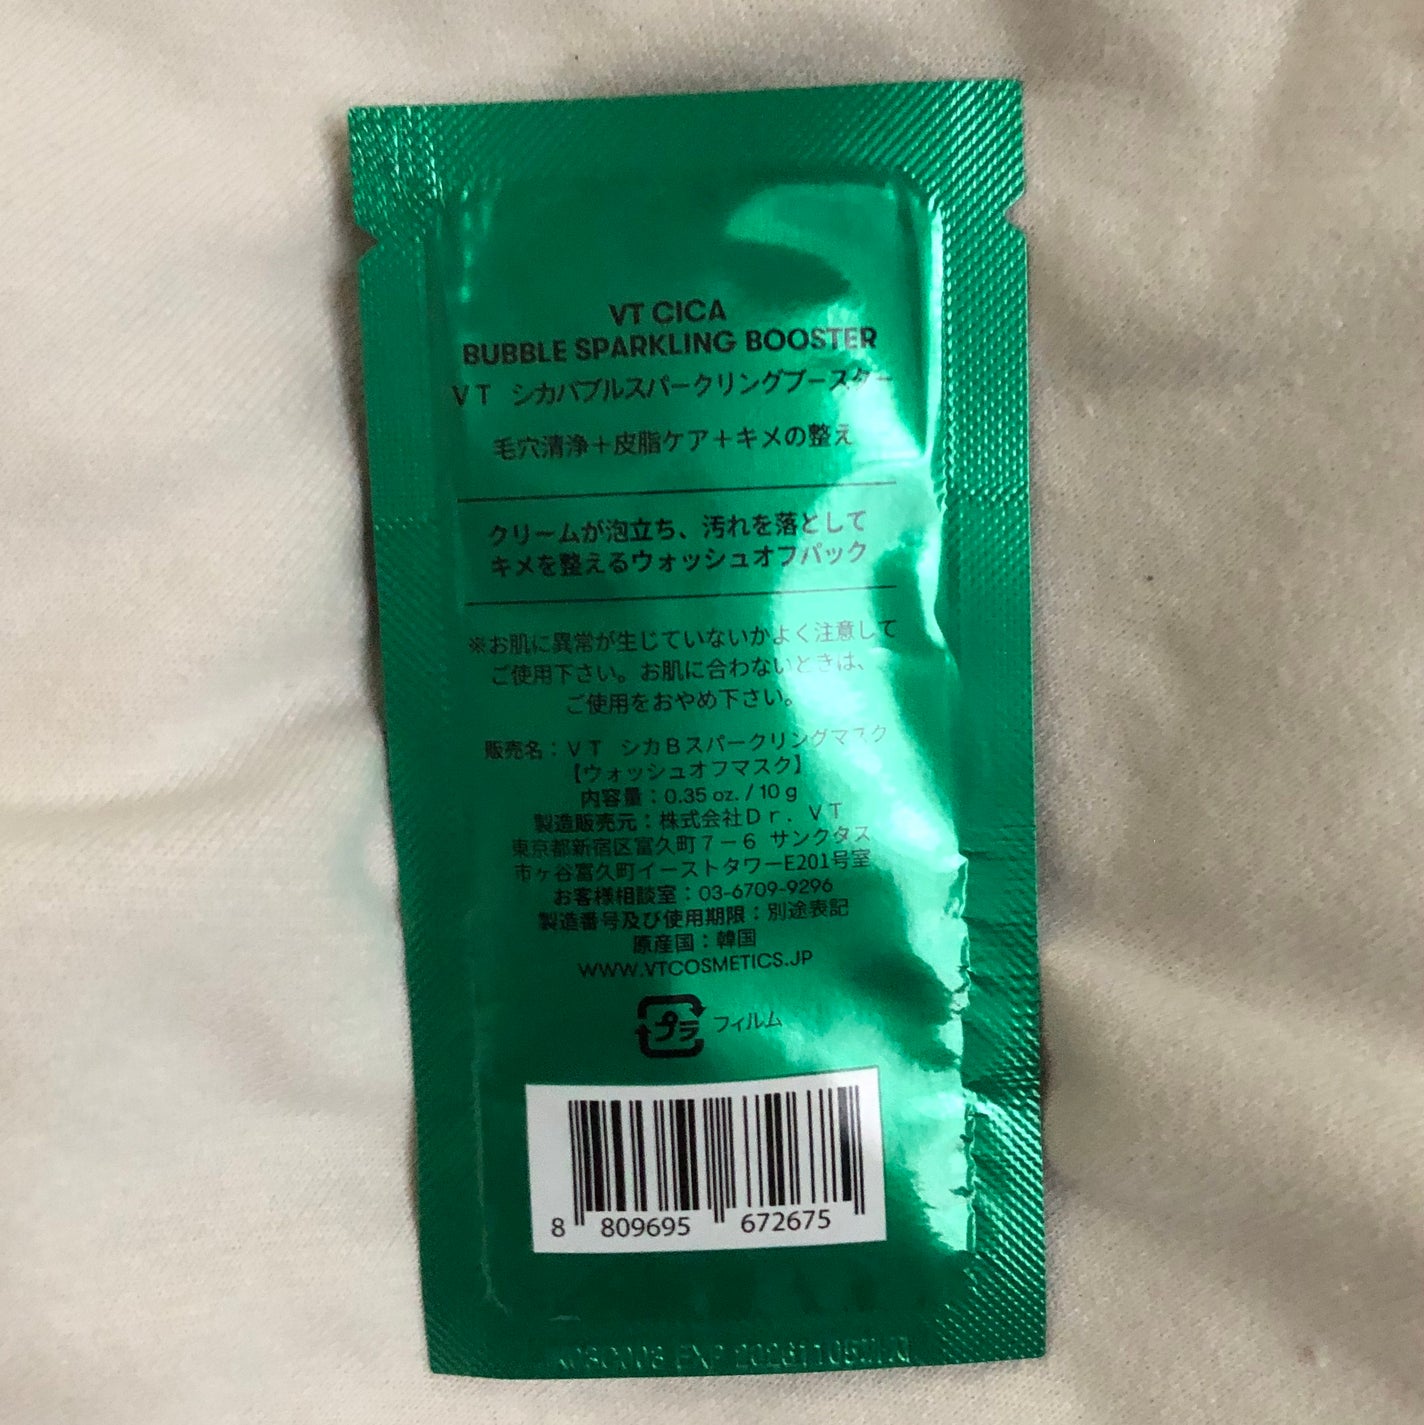 VT CICA
BUBBLE SPARKLING BOOSTER
VT シカバブルスパークリングブースター
毛穴清浄＋皮脂ケア＋キメの整え
クリームが泡立ち、汚れを落として
キメを整えるウォッシュオフパック
※お肌に異常が生じていないかよく注意して
ご使用下さい。お肌に合わないときは、
ご使用をおやめ下さい。
販売名：ＶＴ シカＢスパークリングマスク
【ウォッシュオフマスク】
内容量：0.35 oz. / 10 g
製造販売元：株式会社Ｄｒ．ＶＴ
東京都新宿区富久町７－６ サンクタス
市ヶ谷富久町イーストタワーE201号室
お客様相談室：03-6709-9296
製造番号及び使用期限：別途表記
原産国：韓国
WWW.VTCOSMETICS.JP
プラ フィルム
8 809695 672675
EXP